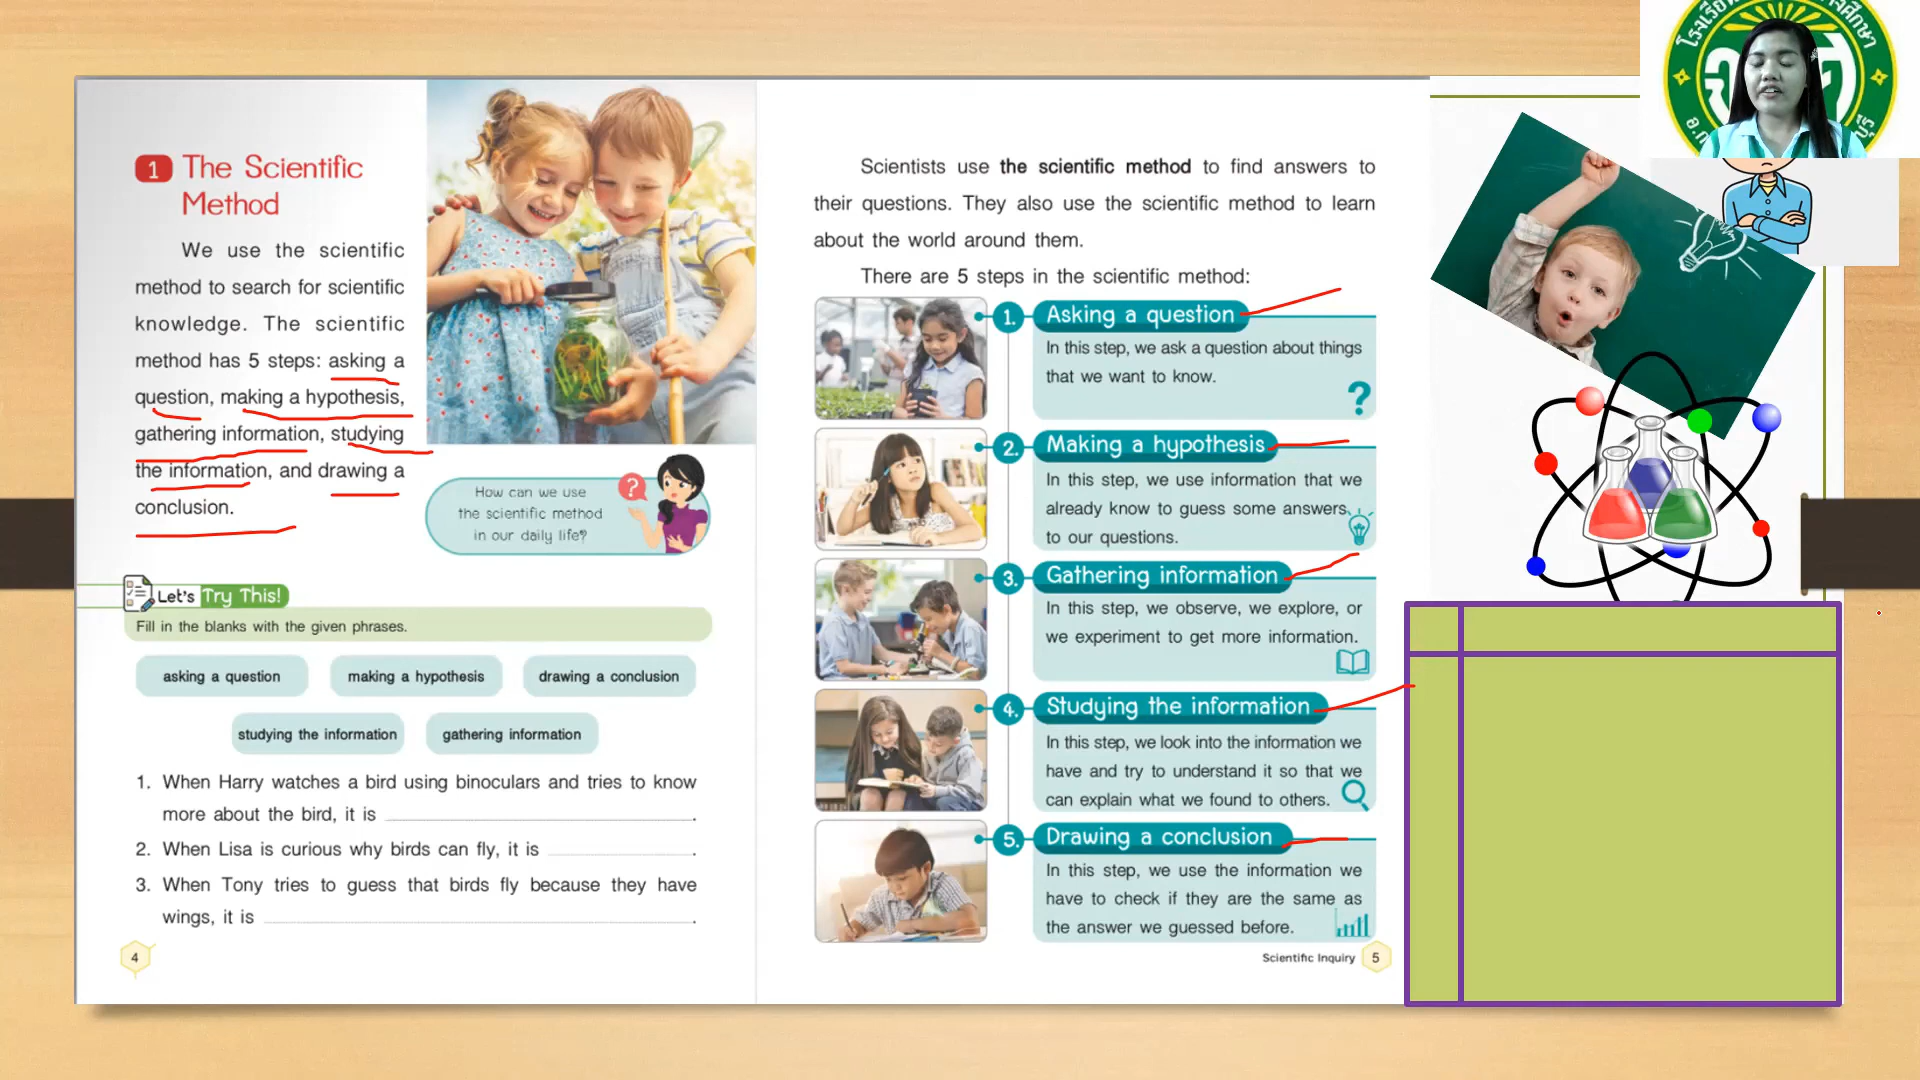 1 The Scientific
Method
We use the scientific
method to search for scientific
knowledge. The scientific
method has 5 steps: asking a
question, making a hypothesis,
gathering information, studying
the information, and drawing a
conclusion.
How can we use
the scientific method
in our daily life?
?
Let's Try This!
Fill in the blanks with the given phrases.
asking a question
making a hypothesis
drawing a conclusion
studying the information
gathering information
1. When Harry watches a bird using binoculars and tries to know
more about the bird, it is .
2. When Lisa is curious why birds can fly, it is .
3. When Tony tries to guess that birds fly because they have
wings, it is .
4
Scientists use the scientific method to find answers to
their questions. They also use the scientific method to learn
about the world around them.
There are 5 steps in the scientific method:
1. Asking a question
In this step, we ask a question about things
that we want to know.
?
2. Making a hypothesis
In this step, we use information that we
already know to guess some answers
to our questions.
3. Gathering information
In this step, we observe, we explore, or
we experiment to get more information.
4. Studying the information
In this step, we look into the information we
have and try to understand it so that we
can explain what we found to others.
5. Drawing a conclusion
In this step, we use the information we
have to check if they are the same as
the answer we guessed before.
Scientific Inquiry 5